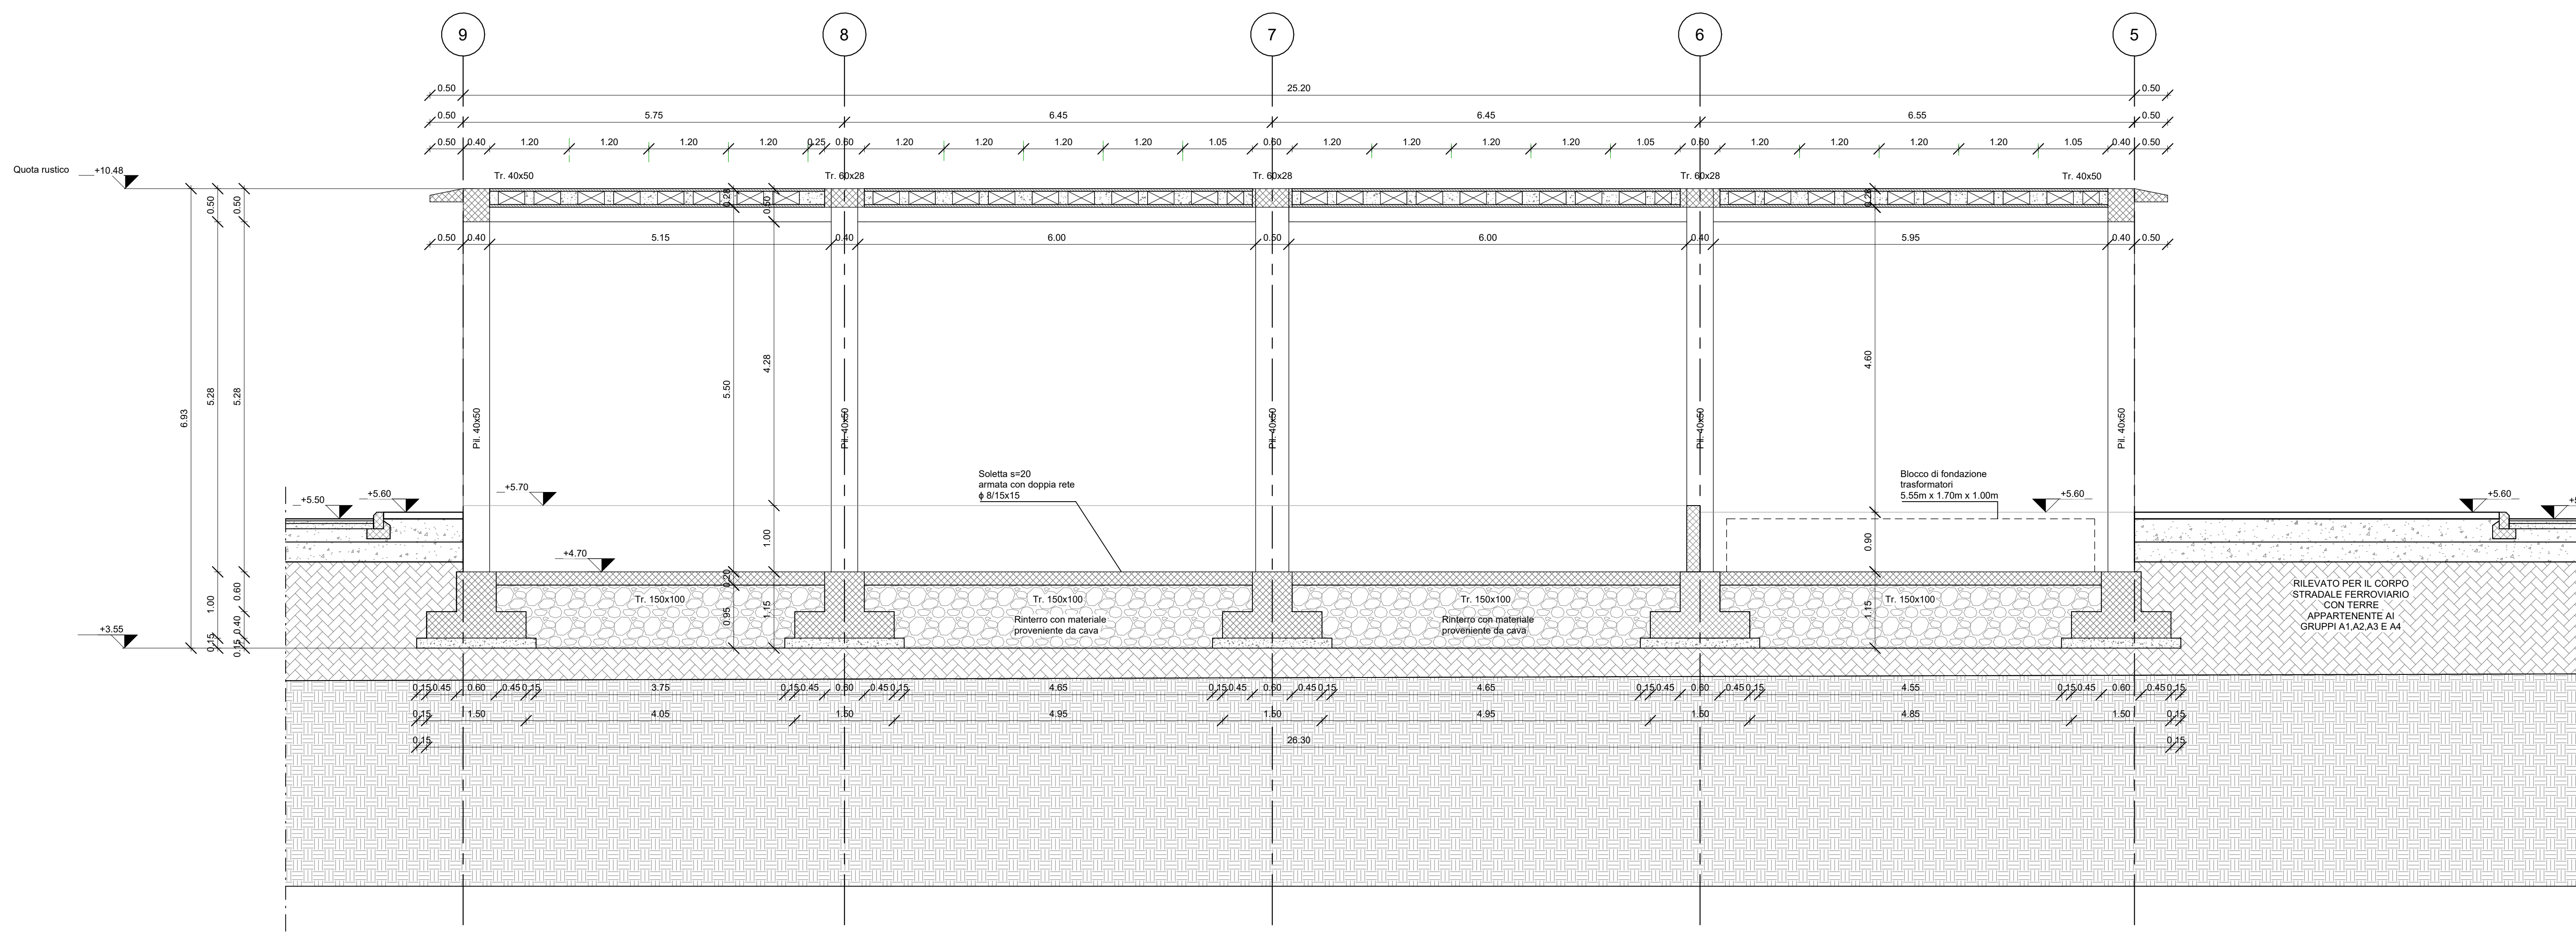 9 8 7 6 5
0.50 25.20 0.50
0.50 5.75 6.45 6.45 6.55 0.50
0.50 0.40 1.20 1.20 1.20 1.20 0.25 0.60 1.20 1.20 1.20 1.20 1.05 0.60 1.20 1.20 1.20 1.20 1.05 0.60 1.20 1.20 1.20 1.20 1.05 0.40 0.50
Quota rustico +10.48
Tr. 40x50 Tr. 60x28 Tr. 60x28 Tr. 60x28 Tr. 40x50
0.50 0.50 0.28 0.50 0.28
0.50 0.40 5.15 0.40 6.00 0.50 6.00 0.40 5.95 0.40 0.50
6.93 5.28 5.28 5.50 4.28 4.60
Pil. 40x50 Pil. 40x50 Pil. 40x50 Pil. 40x50 Pil. 40x50
Soletta s=20
armata con doppia rete
ϕ 8/15x15
Blocco di fondazione
trasformatori
5.55m x 1.70m x 1.00m
+5.50 +5.60 +5.70 +5.60 +5.60
+4.70
1.00 0.90
0.20
1.00 0.60 0.95 1.15 1.15
0.15 0.40 0.15
+3.55
Tr. 150x100 Tr. 150x100 Tr. 150x100 Tr. 150x100
Rinterro con materiale
proveniente da cava
Rinterro con materiale
proveniente da cava
RILEVATO PER IL CORPO
STRADALE FERROVIARIO
CON TERRE
APPARTENENTE AI
GRUPPI A1,A2,A3 E A4
0.15 0.45 0.60 0.45 0.15 3.75 0.15 0.45 0.60 0.45 0.15 4.65 0.15 0.45 0.60 0.45 0.15 4.65 0.15 0.45 0.60 0.45 0.15 4.55 0.15 0.45 0.60 0.45 0.15
0.15 1.50 4.05 1.50 4.95 1.50 4.95 1.50 4.85 1.50 0.15
0.15 26.30 0.15